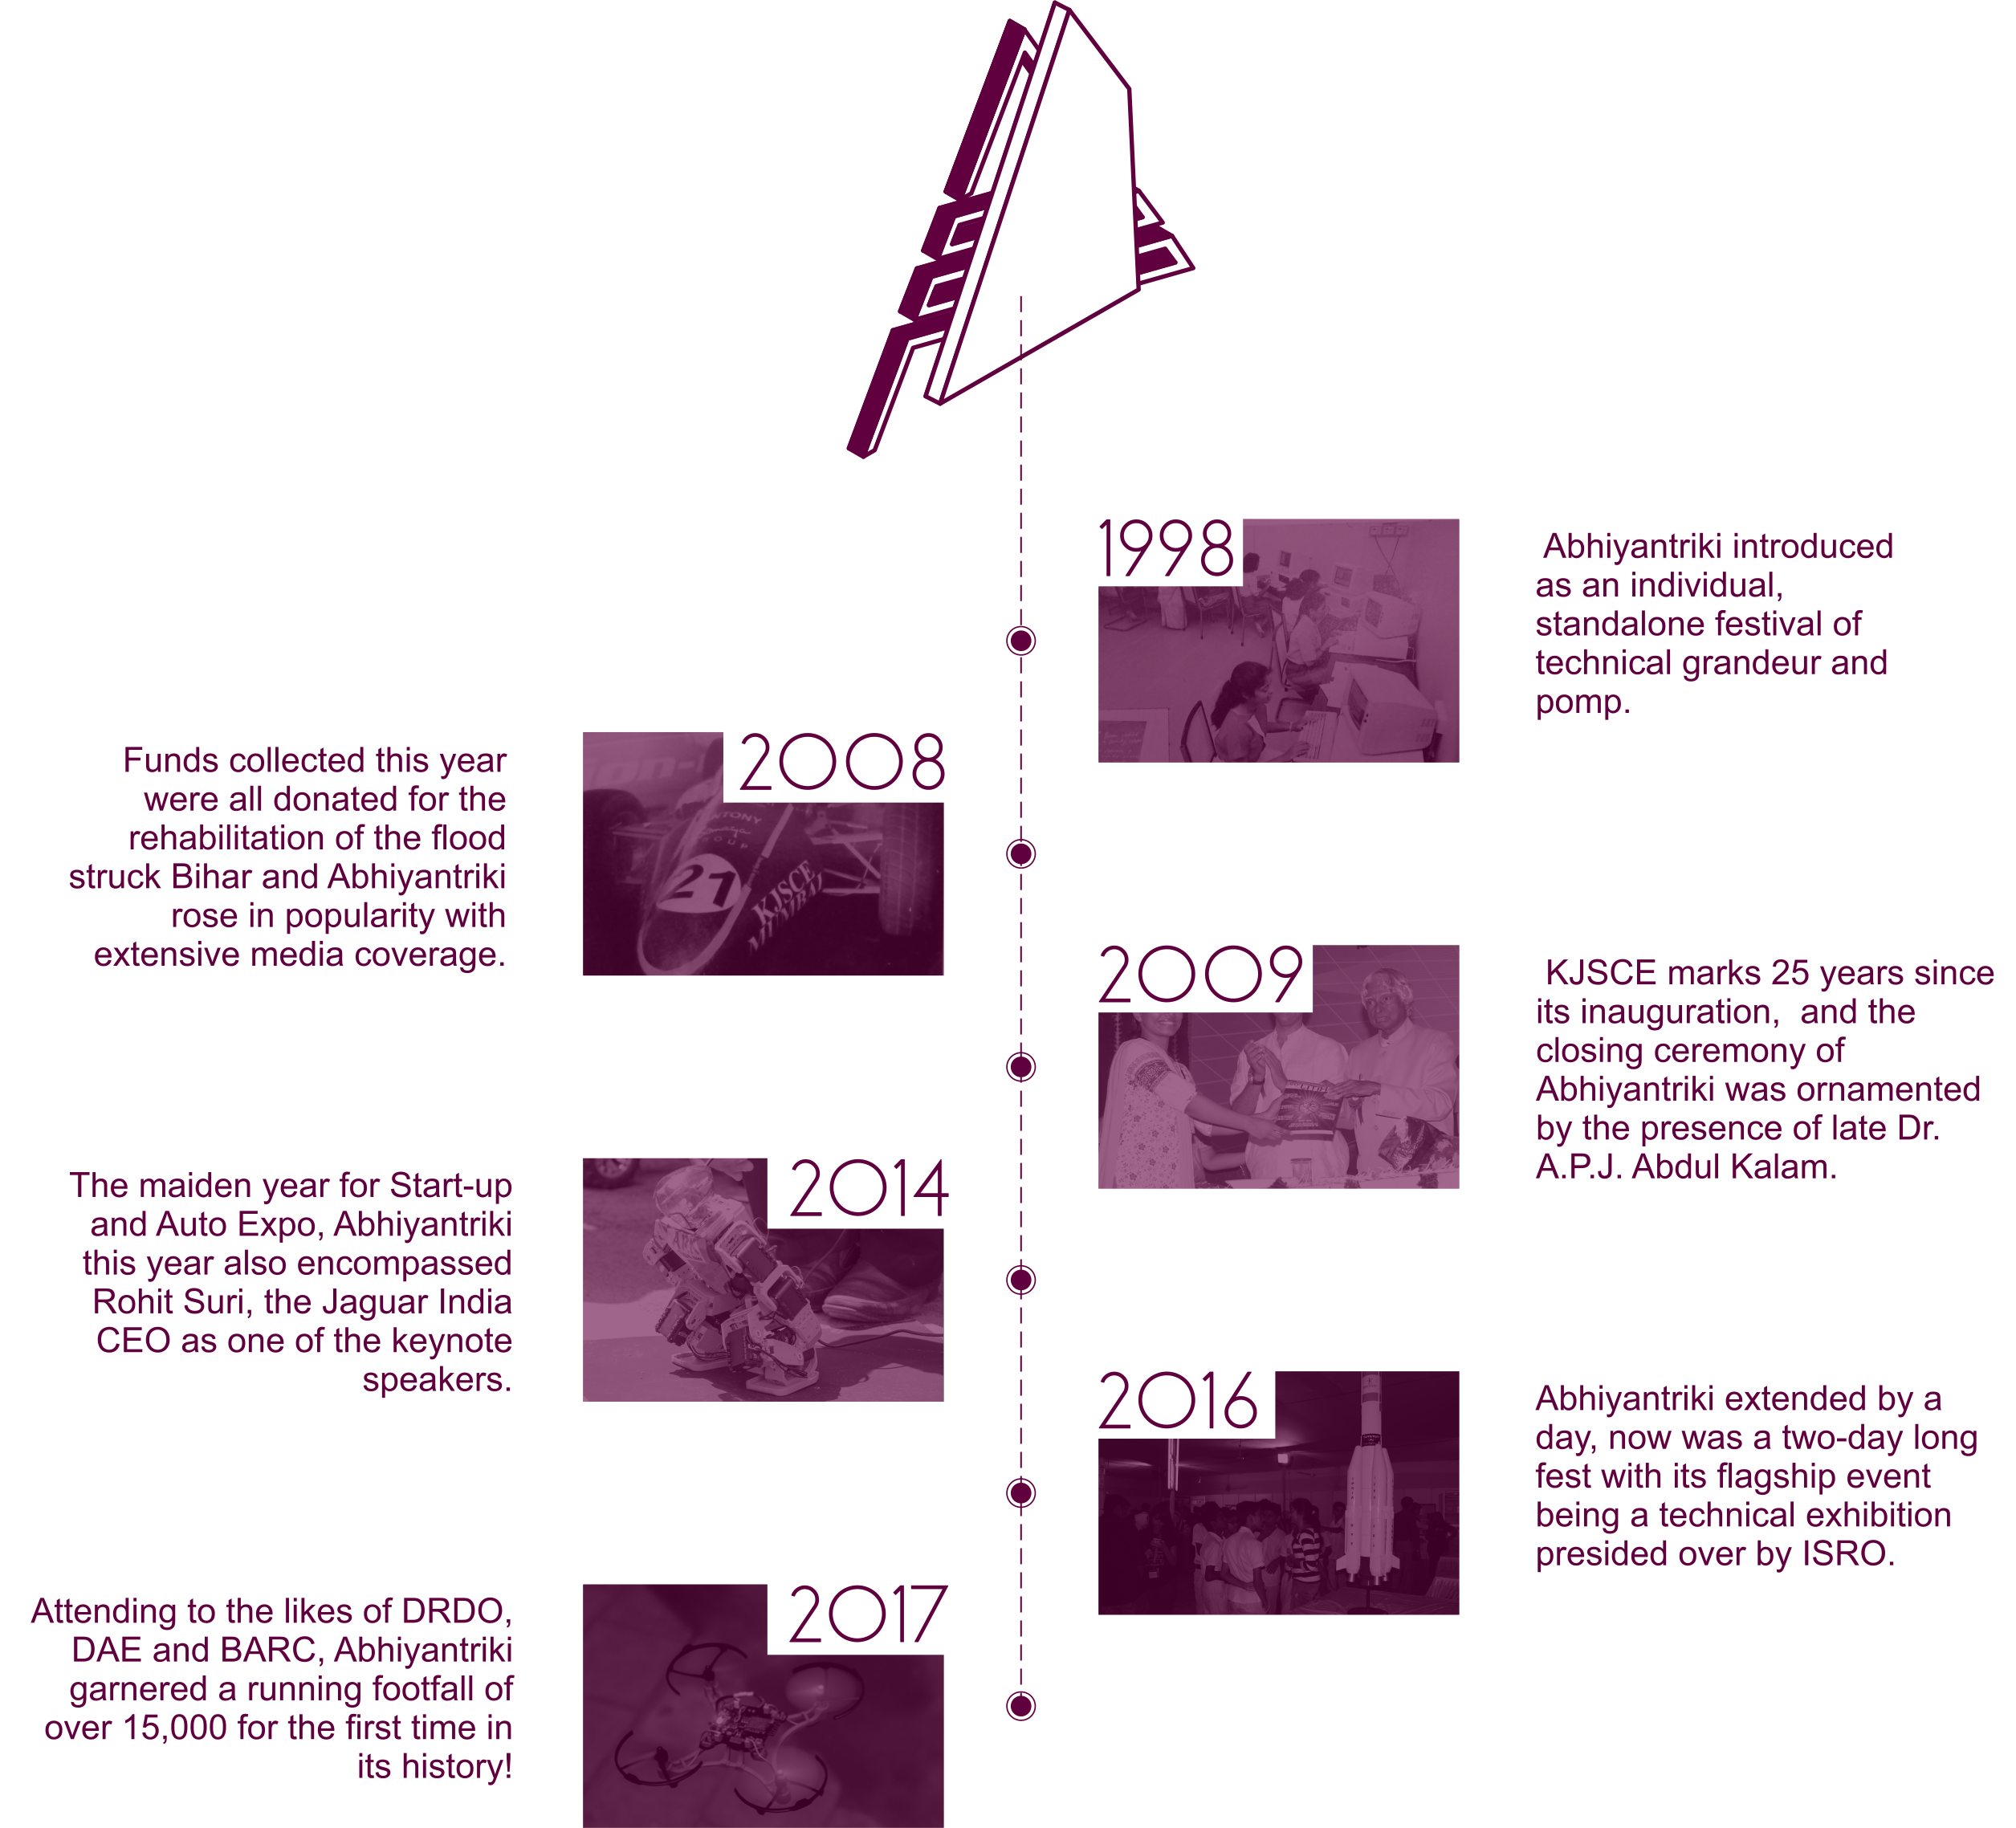 1998
Abhiyantriki introduced
as an individual,
standalone festival of
technical grandeur and
pomp.
2008
Funds collected this year
were all donated for the
rehabilitation of the flood
struck Bihar and Abhiyantriki
rose in popularity with
extensive media coverage.
21
KJSCE
MUMBAI
2009
KJSCE marks 25 years since
its inauguration,  and the
closing ceremony of
Abhiyantriki was ornamented
by the presence of late Dr.
A.P.J. Abdul Kalam.
2014
The maiden year for Start-up
and Auto Expo, Abhiyantriki
this year also encompassed
Rohit Suri, the Jaguar India
CEO as one of the keynote
speakers.
2016
Abhiyantriki extended by a
day, now was a two-day long
fest with its flagship event
being a technical exhibition
presided over by ISRO.
2017
Attending to the likes of DRDO,
DAE and BARC, Abhiyantriki
garnered a running footfall of
over 15,000 for the first time in
its history!